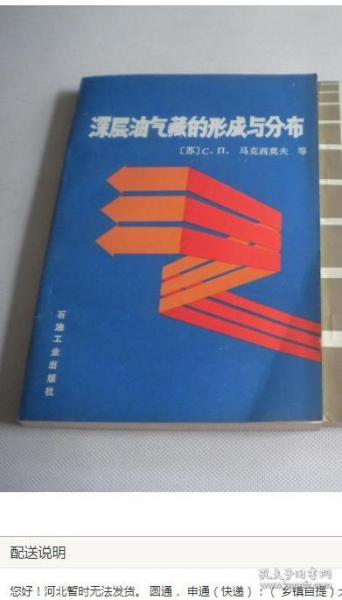 深层油气藏的形成与分布
[苏]С.П. 马克西莫夫 等
石油工业出版社
孔夫子旧书网
配送说明
您好！河北暂时无法发货。 圆通， 申通（快递）：（ 乡镇自提）